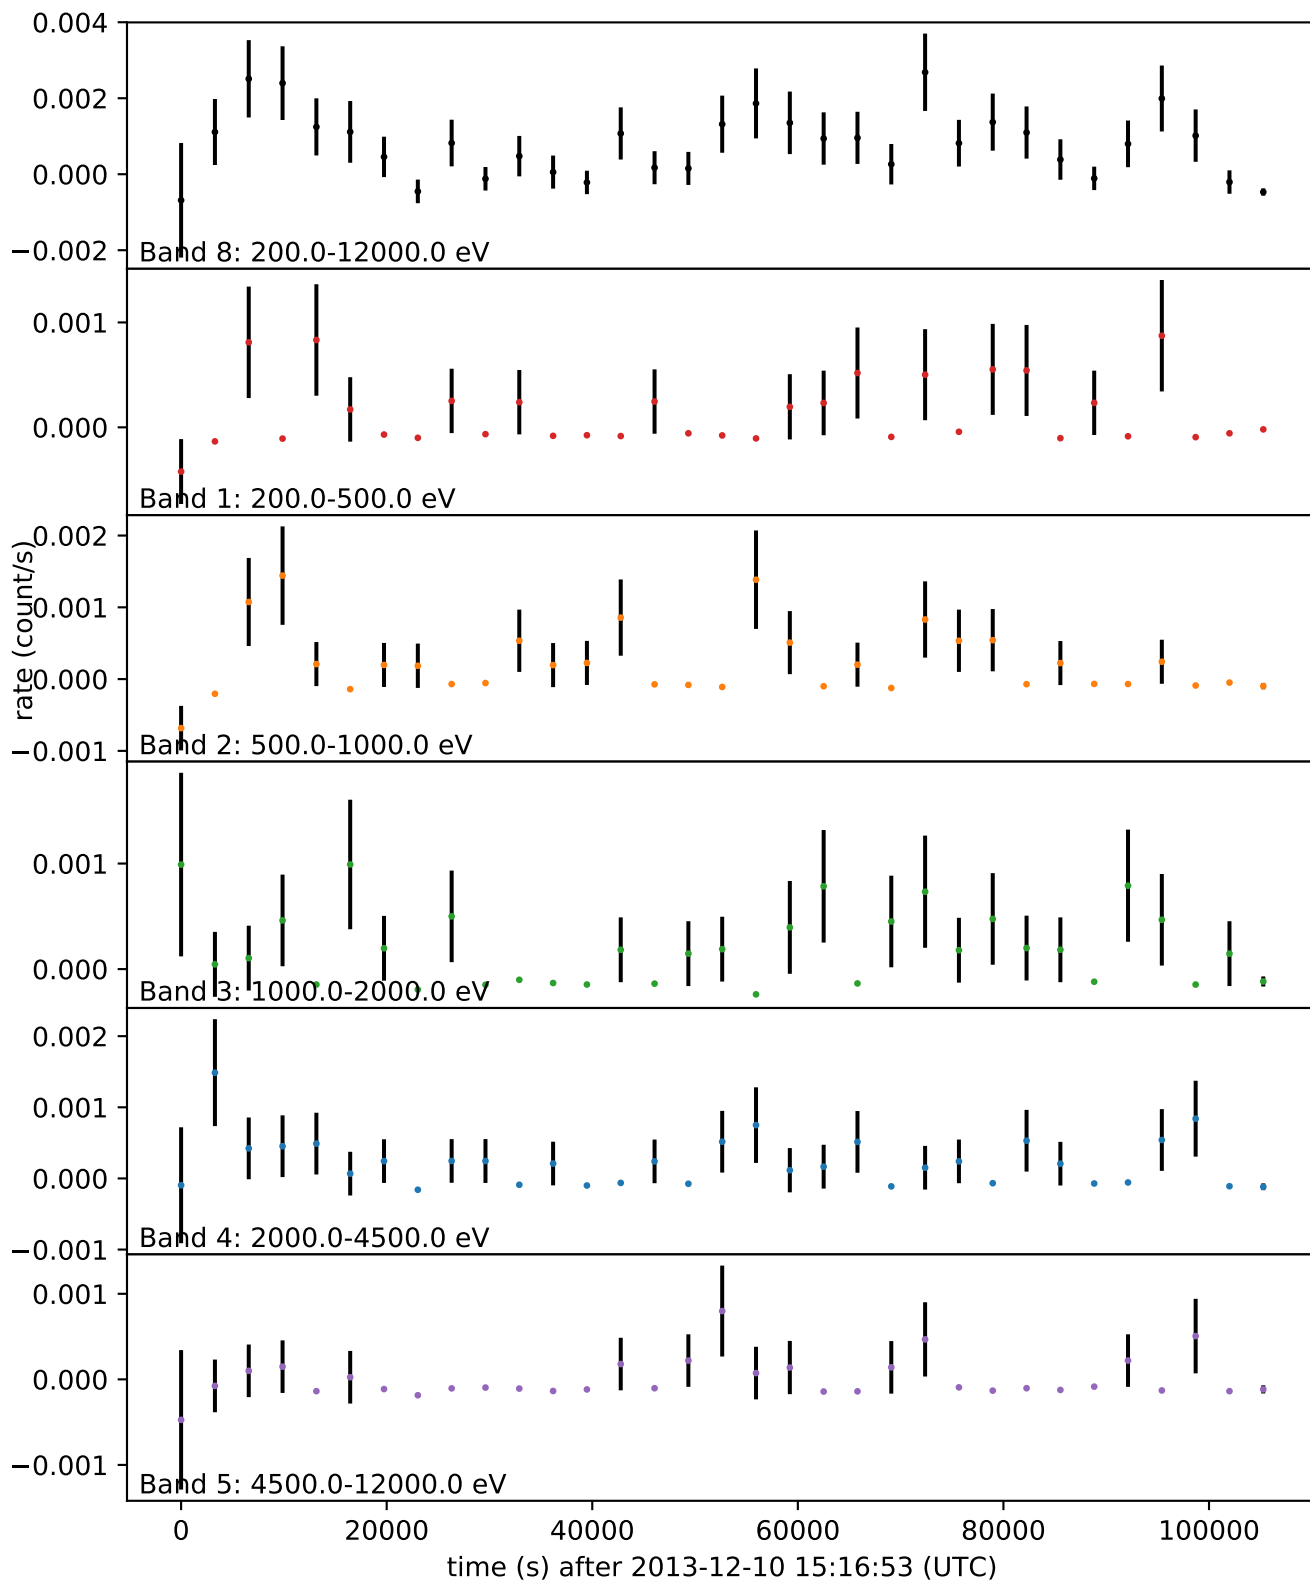 0.004
0.002
0.000
−0.002
Band 8: 200.0-12000.0 eV
0.001
0.000
Band 1: 200.0-500.0 eV
rate (count/s)
0.002
0.001
0.000
−0.001
Band 2: 500.0-1000.0 eV
0.001
0.000
Band 3: 1000.0-2000.0 eV
0.002
0.001
0.000
−0.001
Band 4: 2000.0-4500.0 eV
0.001
0.000
−0.001
Band 5: 4500.0-12000.0 eV
0 20000 40000 60000 80000 100000
time (s) after 2013-12-10 15:16:53 (UTC)